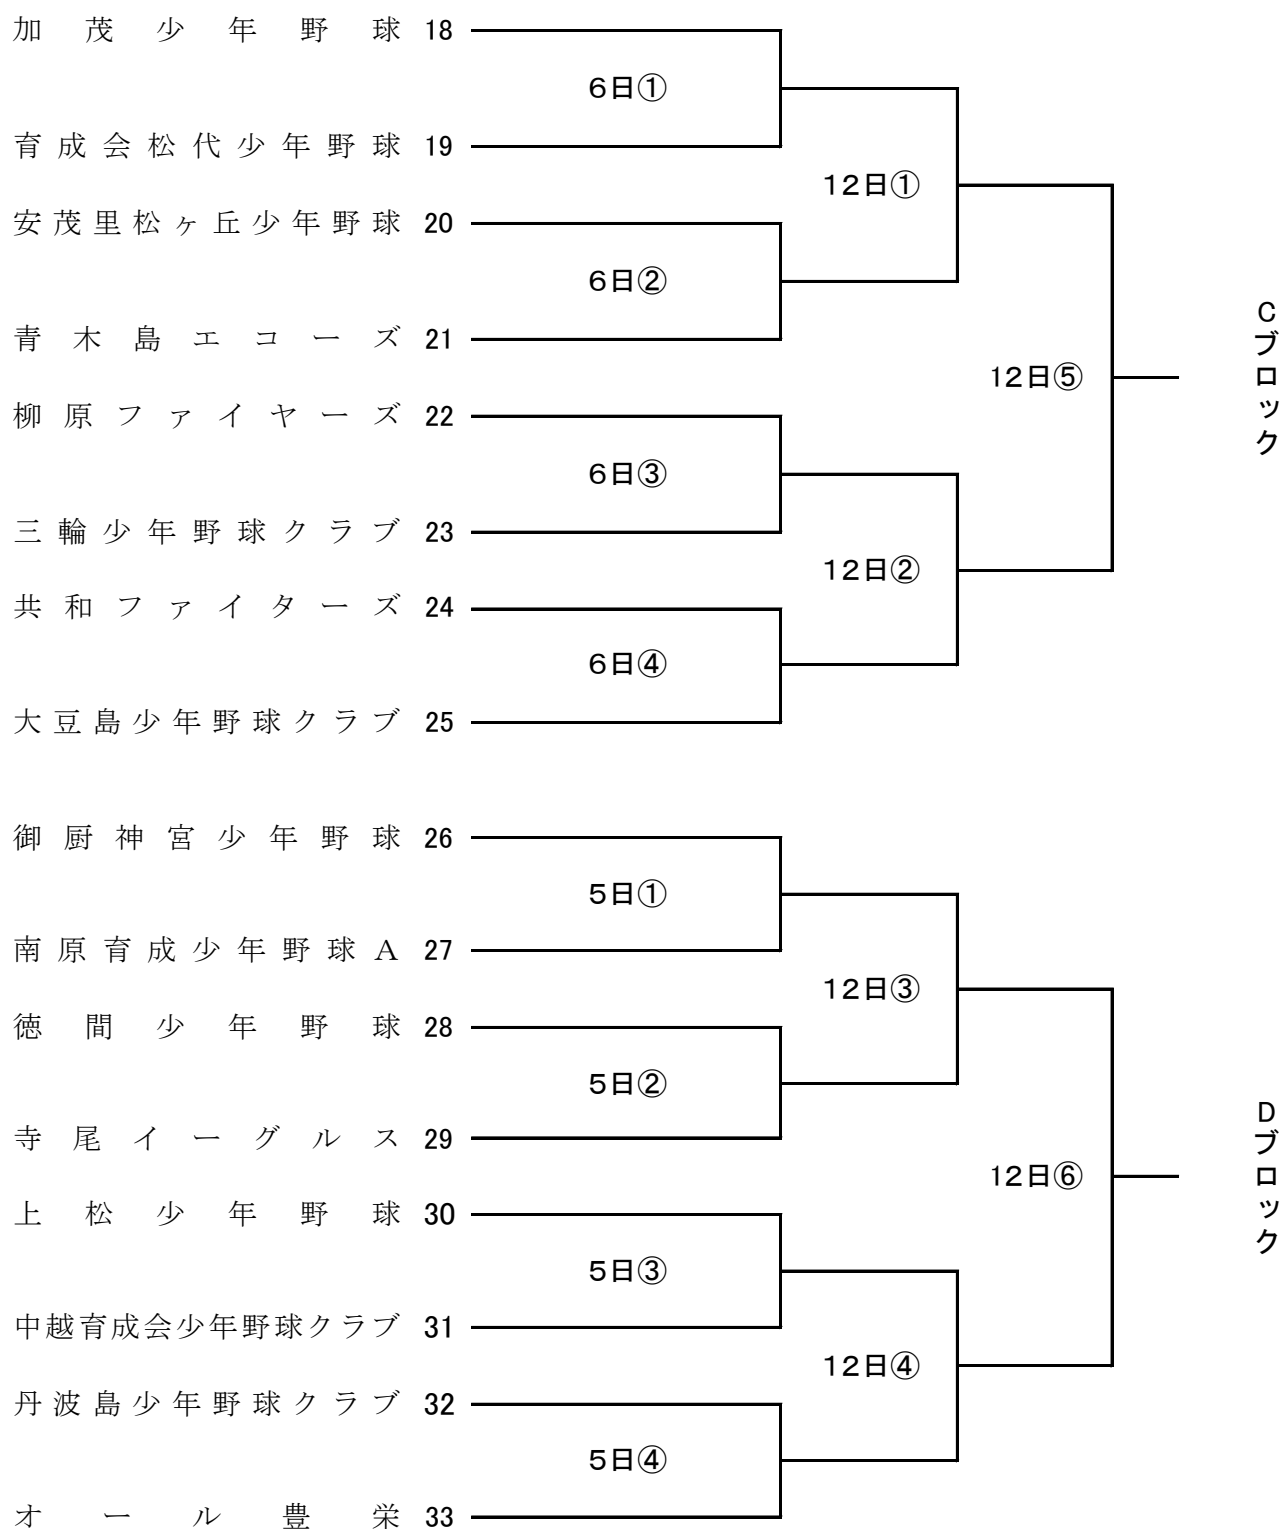 加茂少年野球 18
6日①
育成会松代少年野球 19
12日①
安茂里松ヶ丘少年野球 20
6日②
青木島エコーズ 21
12日⑤
Cブロック
柳原ファイヤーズ 22
6日③
三輪少年野球クラブ 23
12日②
共和ファイターズ 24
6日④
大豆島少年野球クラブ 25
御厨神宮少年野球 26
5日①
南原育成少年野球A 27
12日③
徳間少年野球 28
5日②
寺尾イーグルス 29
12日⑥
Dブロック
上松少年野球 30
5日③
中越育成会少年野球クラブ 31
12日④
丹波島少年野球クラブ 32
5日④
オール豊栄 33